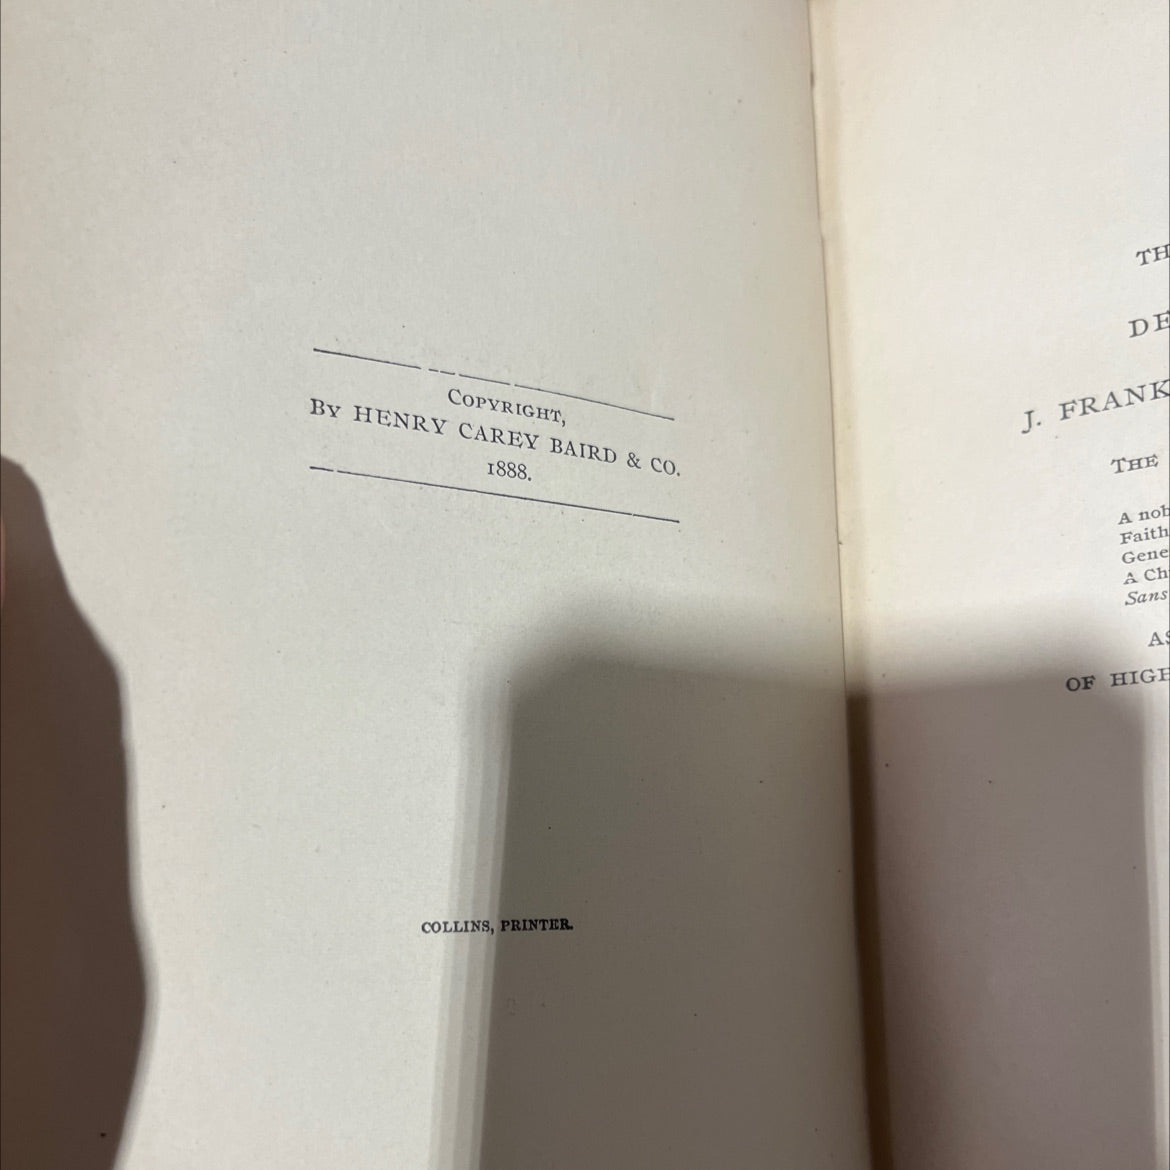 Copyright,
By HENRY CAREY BAIRD & CO.
1888.
COLLINS, PRINTER.
TH
DE
J. FRANK
The
A nob
Faith
Gene
A Ch
Sans
AS
OF HIGH